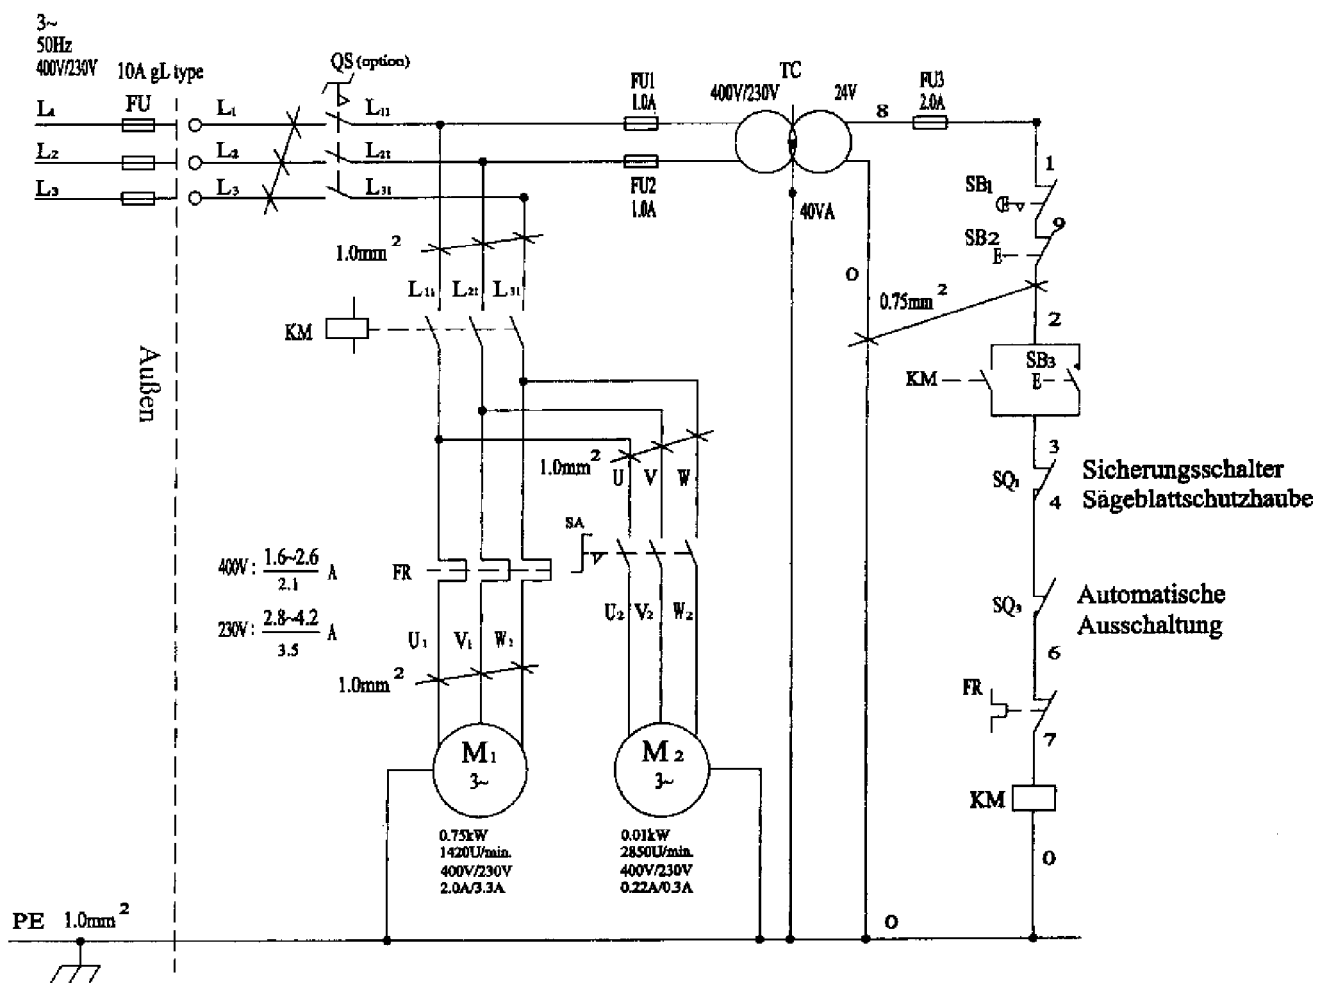 3~
50Hz
400V/230V
10A gL type
QS (option)
FU1
1.0A
TC
400V/230V
24V
FU3
2.0A
FU
L1
L1
L11
8
L2
L2
L21
L3
L3
L31
FU2
1.0A
40VA
1
SB1
9
SB2
E
1.0mm²
0
0.75mm²
L11
L21
L31
KM
2
Außen
SB3
KM
E
1.0mm²
U
V
W
3
SQ1
4
Sicherungsschalter
Sägeblattschutzhaube
SA
400V: 1.6~2.6
2.1
A
FR
230V: 2.8~4.2
3.5
A
U1
V1
U2
V2
W2
SQ3
Automatische
Ausschaltung
6
1.0mm²
FR
7
M1
3~
M2
3~
KM
0.75kW
1420U/min.
400V/230V
2.0A/3.3A
0.01kW
2850U/min.
400V/230V
0.22A/0.3A
0
PE
1.0mm²
0